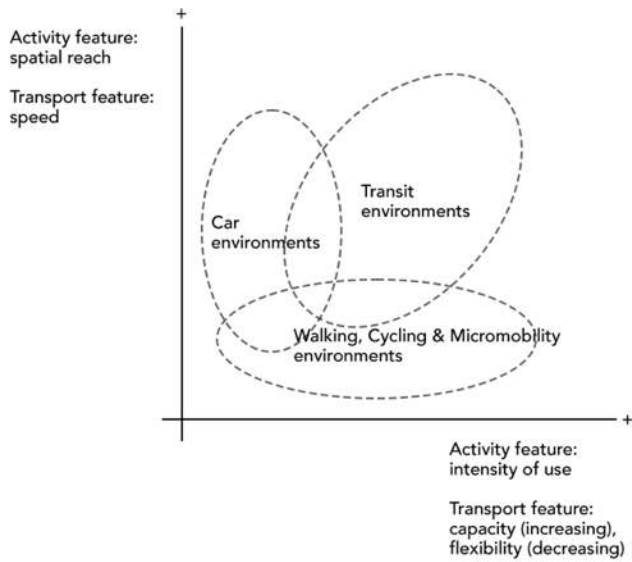 +
Activity feature:
spatial reach
Transport feature:
speed
Transit
environments
Car
environments
Walking, Cycling & Micromobility
environments
+
Activity feature:
intensity of use
Transport feature:
capacity (increasing),
flexibility (decreasing)